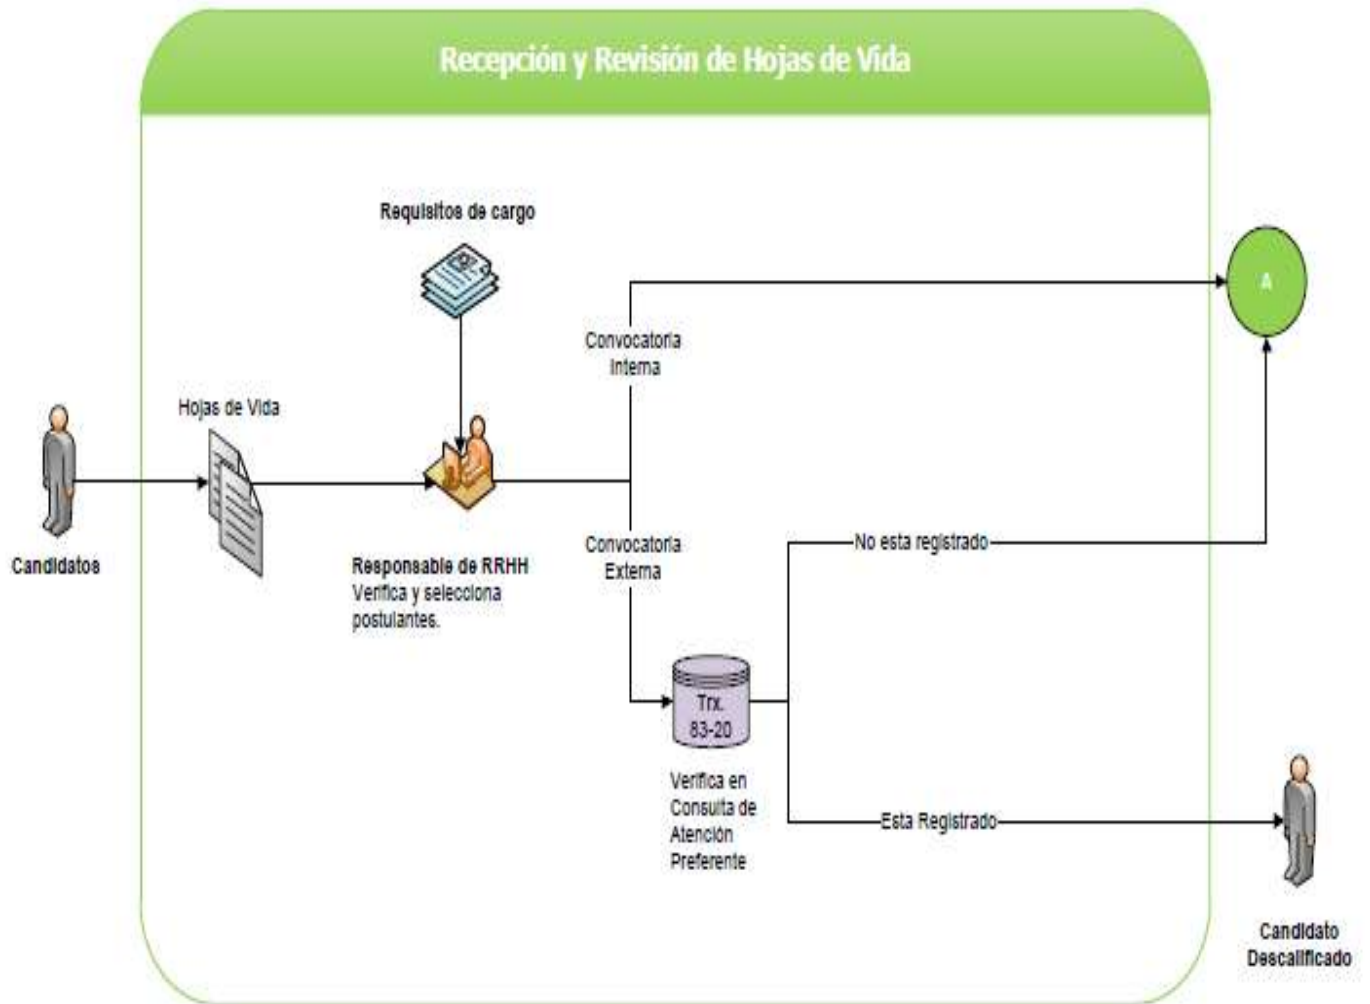 Recepción y Revisión de Hojas de Vida
Requisitos de cargo
A
Convocatoria
Interna
Hojas de Vida
Candidatos
Responsable de RRHH
Verifica y selecciona
postulantes.
Convocatoria
Externa
No esta registrado
Trx.
83-20
Verifica en
Consulta de
Atención
Preferente
Esta Registrado
Candidato
Descalificado